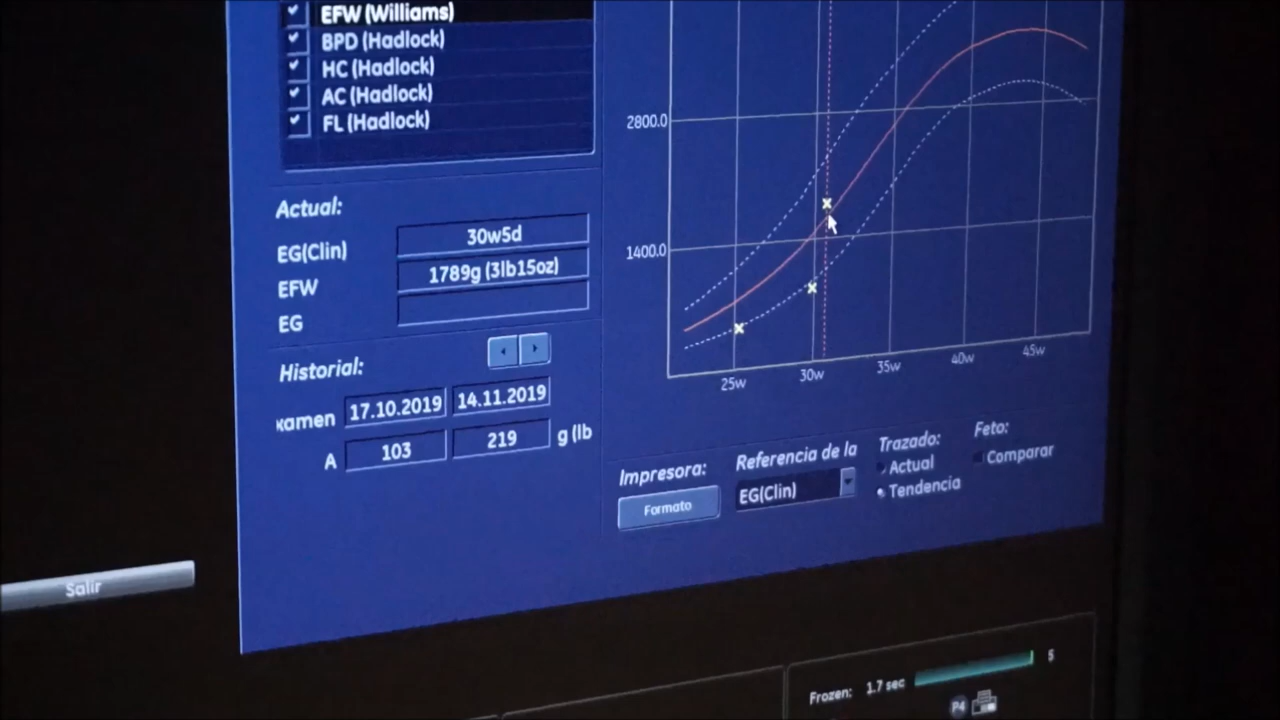 EFW (Williams)
BPD (Hadlock)
HC (Hadlock)
AC (Hadlock)
FL (Hadlock)
Actual:
EG(Clin) 30w5d
EFW 1789g (3lb15oz)
EG
Historial:
xamen 17.10.2019 14.11.2019
A 103 219 g (lb
2800.0
1400.0
25w 30w 35w 40w 45w
Impresora:
Formato
Referencia de la
EG(Clin)
Trazado:
Actual
Tendencia
Feto:
Comparar
Salir
Frozen: 1.7 sec 5
P4